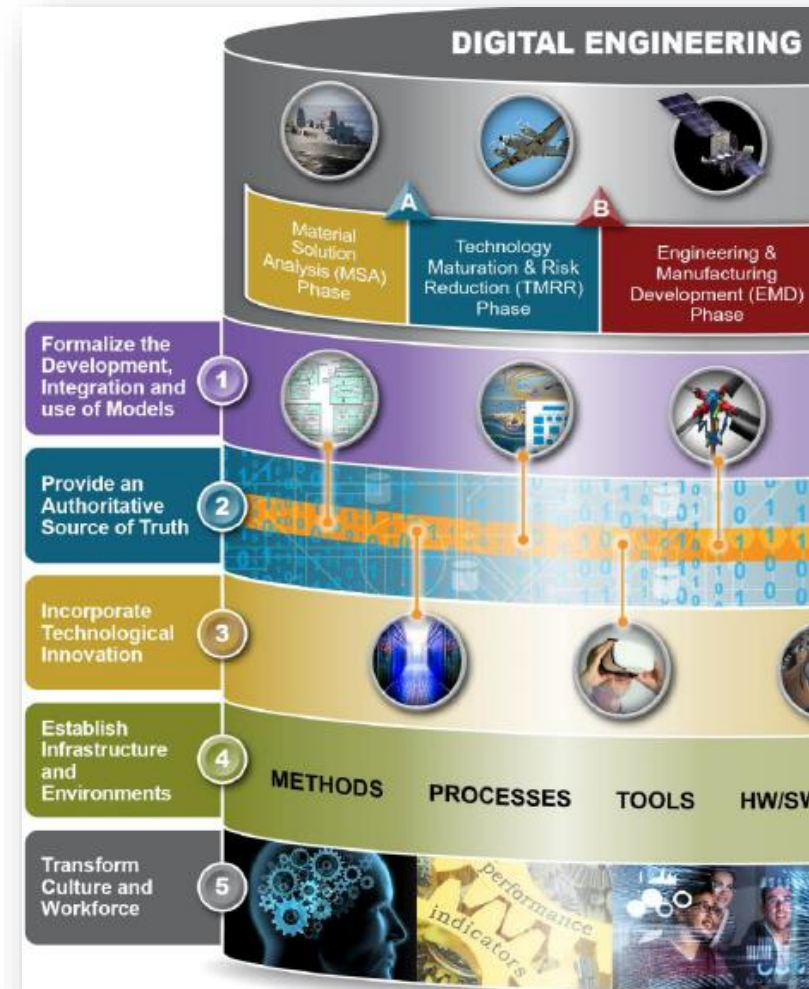 DIGITAL ENGINEERING
A
B
Material
Solution
Analysis (MSA)
Phase
Technology
Maturation & Risk
Reduction (TMRR)
Phase
Engineering &
Manufacturing
Development (EMD)
Phase
Formalize the
Development,
Integration and
use of Models
1
Provide an
Authoritative
Source of Truth
2
Incorporate
Technological
Innovation
3
Establish
Infrastructure
and
Environments
4
METHODS
PROCESSES
TOOLS
HW/SW
Transform
Culture and
Workforce
5
performance
indicators